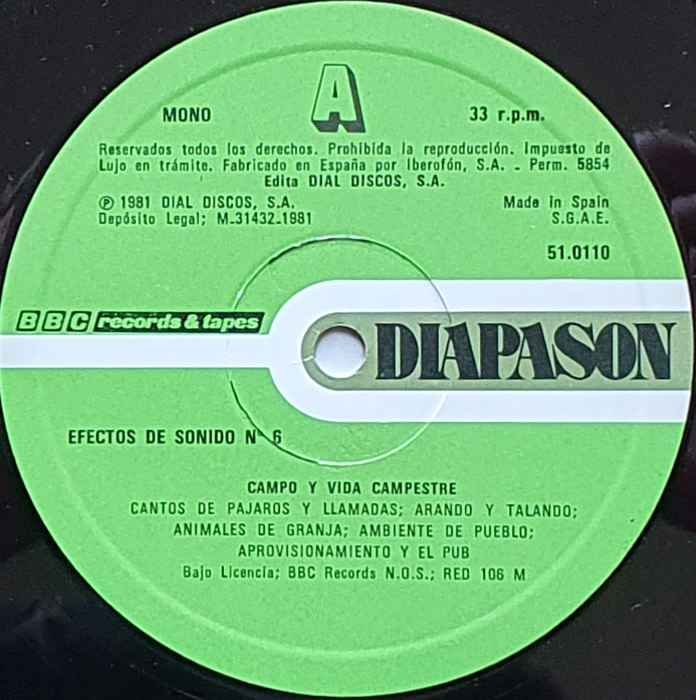 A
MONO 33 r.p.m.
Reservados todos los derechos. Prohibida la reproducción. Impuesto de
Lujo en trámite. Fabricado en España por Iberofón, S.A. - Perm. 5854
Edita DIAL DISCOS, S.A.
℗ 1981 DIAL DISCOS, S.A. Made in Spain
Depósito Legal; M-31432-1981 S.G.A.E.
51.0110
BBC records & tapes
DIAPASON
EFECTOS DE SONIDO Nº 6
CAMPO Y VIDA CAMPESTRE
CANTOS DE PAJAROS Y LLAMADAS; ARANDO Y TALANDO;
ANIMALES DE GRANJA; AMBIENTE DE PUEBLO;
APROVISIONAMIENTO Y EL PUB
Bajo Licencia; BBC Records N.O.S.; RED 106 M